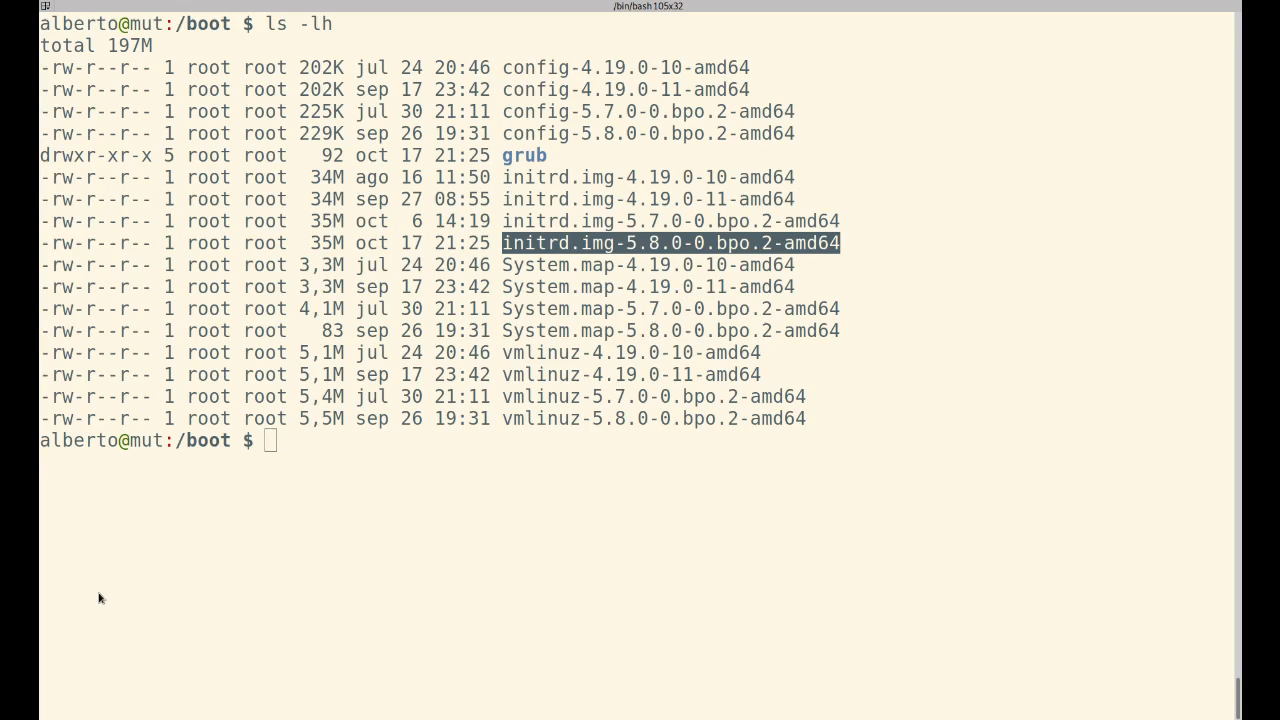 /bin/bash 105x32
alberto@mut:/boot $ ls -lh
total 197M
-rw-r--r-- 1 root root 202K jul 24 20:46 config-4.19.0-10-amd64
-rw-r--r-- 1 root root 202K sep 17 23:42 config-4.19.0-11-amd64
-rw-r--r-- 1 root root 225K jul 30 21:11 config-5.7.0-0.bpo.2-amd64
-rw-r--r-- 1 root root 229K sep 26 19:31 config-5.8.0-0.bpo.2-amd64
drwxr-xr-x 5 root root   92 oct 17 21:25 grub
-rw-r--r-- 1 root root  34M ago 16 11:50 initrd.img-4.19.0-10-amd64
-rw-r--r-- 1 root root  34M sep 27 08:55 initrd.img-4.19.0-11-amd64
-rw-r--r-- 1 root root  35M oct  6 14:19 initrd.img-5.7.0-0.bpo.2-amd64
-rw-r--r-- 1 root root  35M oct 17 21:25 initrd.img-5.8.0-0.bpo.2-amd64
-rw-r--r-- 1 root root 3,3M jul 24 20:46 System.map-4.19.0-10-amd64
-rw-r--r-- 1 root root 3,3M sep 17 23:42 System.map-4.19.0-11-amd64
-rw-r--r-- 1 root root 4,1M jul 30 21:11 System.map-5.7.0-0.bpo.2-amd64
-rw-r--r-- 1 root root   83 sep 26 19:31 System.map-5.8.0-0.bpo.2-amd64
-rw-r--r-- 1 root root 5,1M jul 24 20:46 vmlinuz-4.19.0-10-amd64
-rw-r--r-- 1 root root 5,1M sep 17 23:42 vmlinuz-4.19.0-11-amd64
-rw-r--r-- 1 root root 5,4M jul 30 21:11 vmlinuz-5.7.0-0.bpo.2-amd64
-rw-r--r-- 1 root root 5,5M sep 26 19:31 vmlinuz-5.8.0-0.bpo.2-amd64
alberto@mut:/boot $